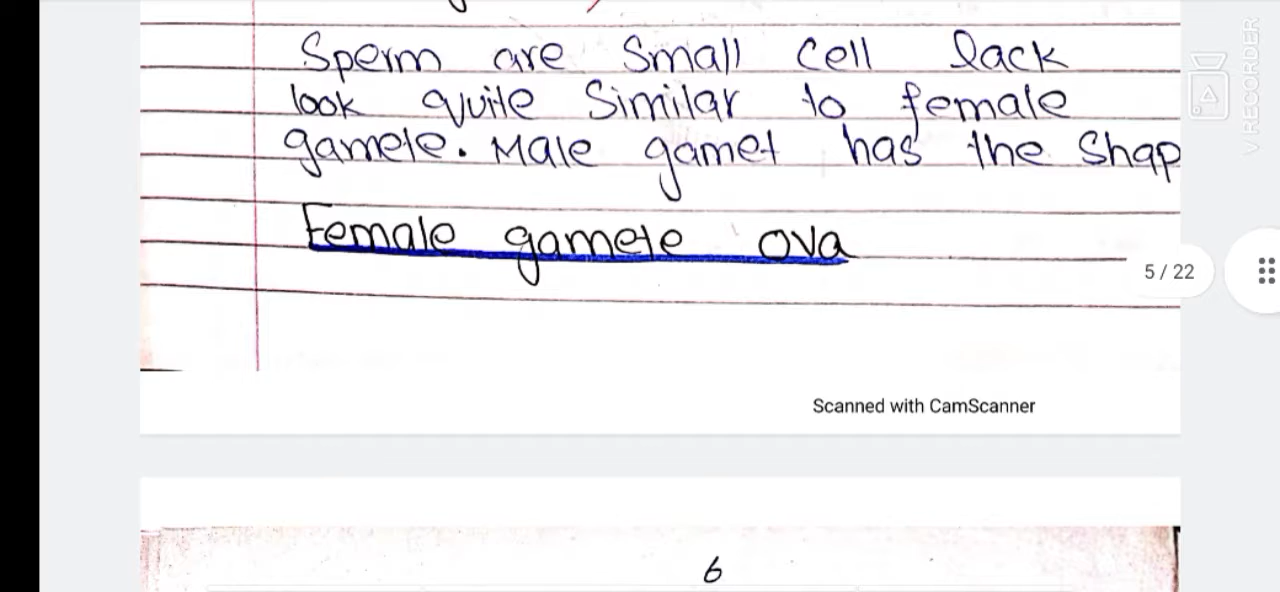 Sperm are Small Cell lack
look quite Similar to female
gamete. Male gamet has the Shap
Female gamete ova
5 / 22
Scanned with CamScanner
6
V RECORDER